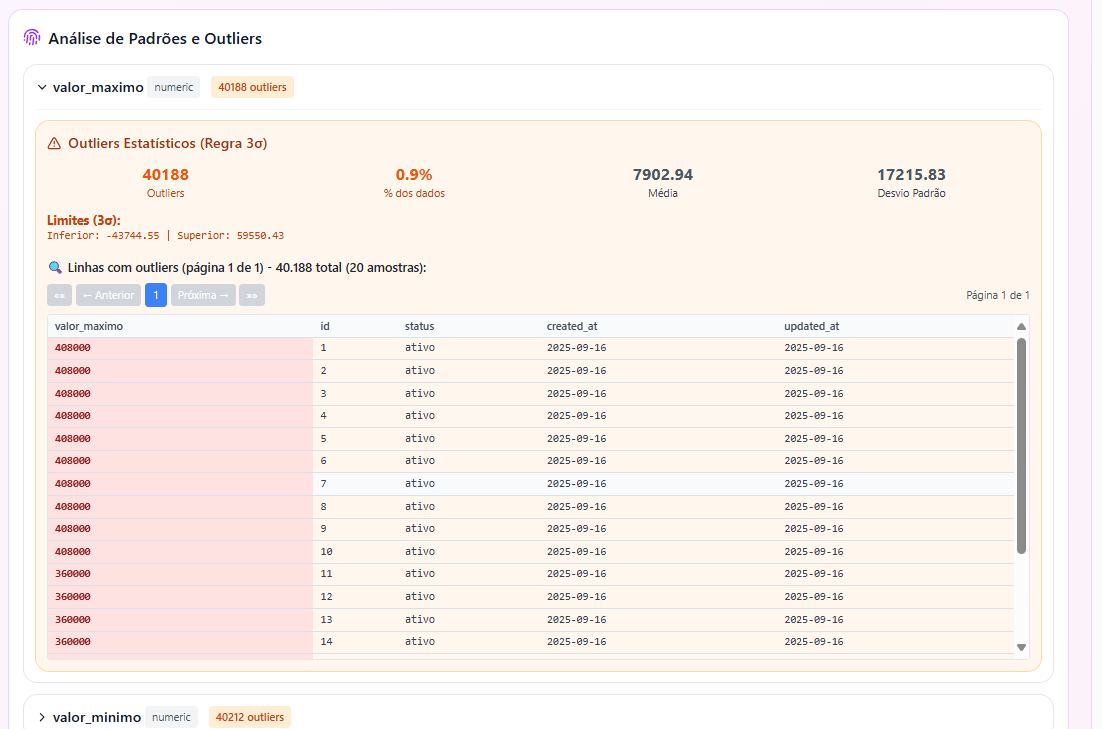 Análise de Padrões e Outliers
valor_maximo numeric 40188 outliers
Outliers Estatísticos (Regra 3σ)
40188 0.9% 7902.94 17215.83
Outliers % dos dados Média Desvio Padrão
Limites (3σ):
Inferior: -43744.55 | Superior: 59550.43
🔍 Linhas com outliers (página 1 de 1) - 40.188 total (20 amostras):
«« ← Anterior 1 Próxima → »» Página 1 de 1
valor_maximo id status created_at updated_at
408000 1 ativo 2025-09-16 2025-09-16
408000 2 ativo 2025-09-16 2025-09-16
408000 3 ativo 2025-09-16 2025-09-16
408000 4 ativo 2025-09-16 2025-09-16
408000 5 ativo 2025-09-16 2025-09-16
408000 6 ativo 2025-09-16 2025-09-16
408000 7 ativo 2025-09-16 2025-09-16
408000 8 ativo 2025-09-16 2025-09-16
408000 9 ativo 2025-09-16 2025-09-16
408000 10 ativo 2025-09-16 2025-09-16
360000 11 ativo 2025-09-16 2025-09-16
360000 12 ativo 2025-09-16 2025-09-16
360000 13 ativo 2025-09-16 2025-09-16
360000 14 ativo 2025-09-16 2025-09-16
valor_minimo numeric 40212 outliers